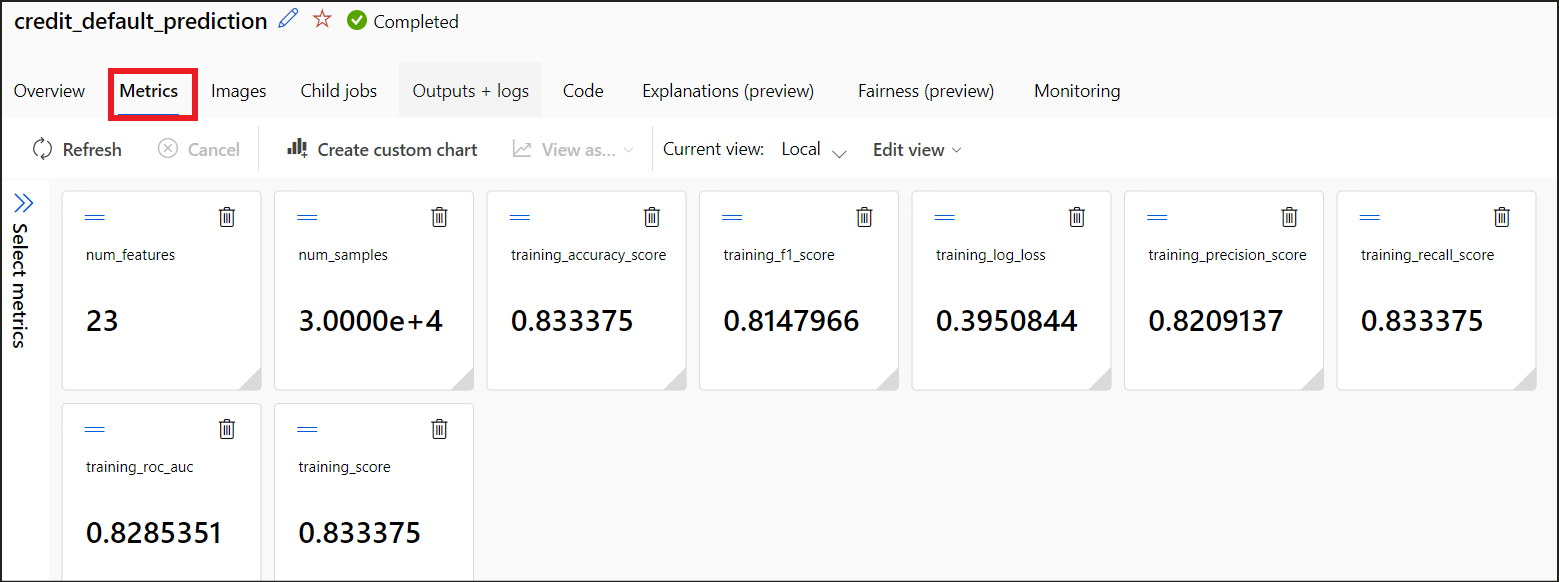 credit_default_prediction Completed
Overview Metrics Images Child jobs Outputs + logs Code Explanations (preview) Fairness (preview) Monitoring
Refresh Cancel Create custom chart View as... Current view: Local Edit view
Select metrics
num_features num_samples training_accuracy_score training_f1_score training_log_loss training_precision_score training_recall_score
23 3.0000e+4 0.833375 0.8147966 0.3950844 0.8209137 0.833375
training_roc_auc training_score
0.8285351 0.833375